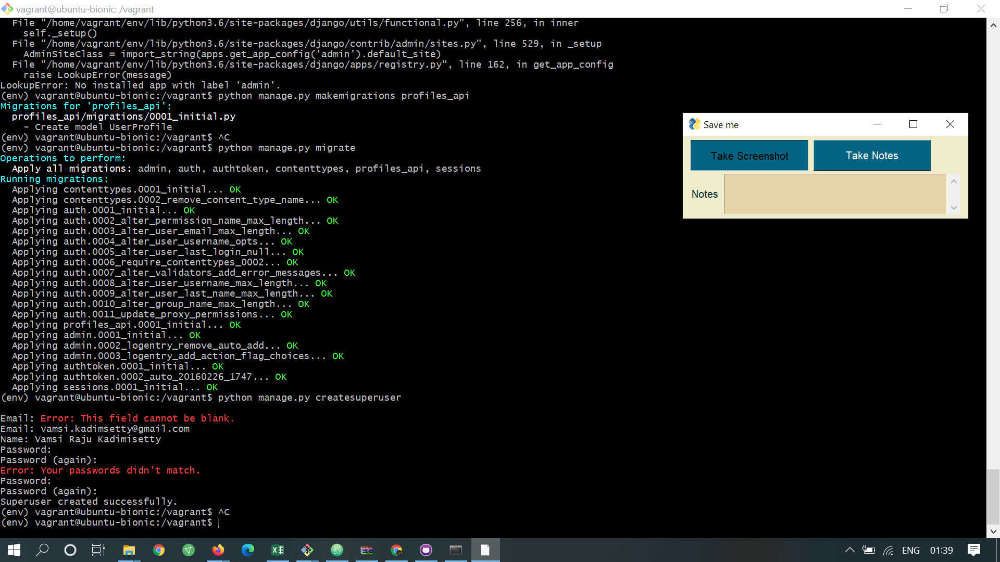 vagrant@ubuntu-bionic: /vagrant
File "/home/vagrant/env/lib/python3.6/site-packages/django/utils/functional.py", line 256, in inner
self._setup()
File "/home/vagrant/env/lib/python3.6/site-packages/django/contrib/admin/sites.py", line 529, in _setup
AdminSiteClass = import_string(apps.get_app_config('admin').default_site)
File "/home/vagrant/env/lib/python3.6/site-packages/django/apps/registry.py", line 162, in get_app_config
raise LookupError(message)
LookupError: No installed app with label 'admin'.
(env) vagrant@ubuntu-bionic:/vagrant$ python manage.py makemigrations profiles_api
Migrations for 'profiles_api':
profiles_api/migrations/0001_initial.py
- Create model UserProfile
(env) vagrant@ubuntu-bionic:/vagrant$ ^C
(env) vagrant@ubuntu-bionic:/vagrant$ python manage.py migrate
Operations to perform:
Apply all migrations: admin, auth, authtoken, contenttypes, profiles_api, sessions
Running migrations:
Applying contenttypes.0001_initial... OK
Applying contenttypes.0002_remove_content_type_name... OK
Applying auth.0001_initial... OK
Applying auth.0002_alter_permission_name_max_length... OK
Applying auth.0003_alter_user_email_max_length... OK
Applying auth.0004_alter_user_username_opts... OK
Applying auth.0005_alter_user_last_login_null... OK
Applying auth.0006_require_contenttypes_0002... OK
Applying auth.0007_alter_validators_add_error_messages... OK
Applying auth.0008_alter_user_username_max_length... OK
Applying auth.0009_alter_user_last_name_max_length... OK
Applying auth.0010_alter_group_name_max_length... OK
Applying auth.0011_update_proxy_permissions... OK
Applying profiles_api.0001_initial... OK
Applying admin.0001_initial... OK
Applying admin.0002_logentry_remove_auto_add... OK
Applying admin.0003_logentry_add_action_flag_choices... OK
Applying authtoken.0001_initial... OK
Applying authtoken.0002_auto_20160226_1747... OK
Applying sessions.0001_initial... OK
(env) vagrant@ubuntu-bionic:/vagrant$ python manage.py createsuperuser
Email: Error: This field cannot be blank.
Email: vamsi.kadimsetty@gmail.com
Name: Vamsi Raju Kadimisetty
Password:
Password (again):
Error: Your passwords didn't match.
Password:
Password (again):
Superuser created successfully.
(env) vagrant@ubuntu-bionic:/vagrant$ ^C
(env) vagrant@ubuntu-bionic:/vagrant$
Save me
Take Screenshot
Take Notes
Notes
ENG
01:39